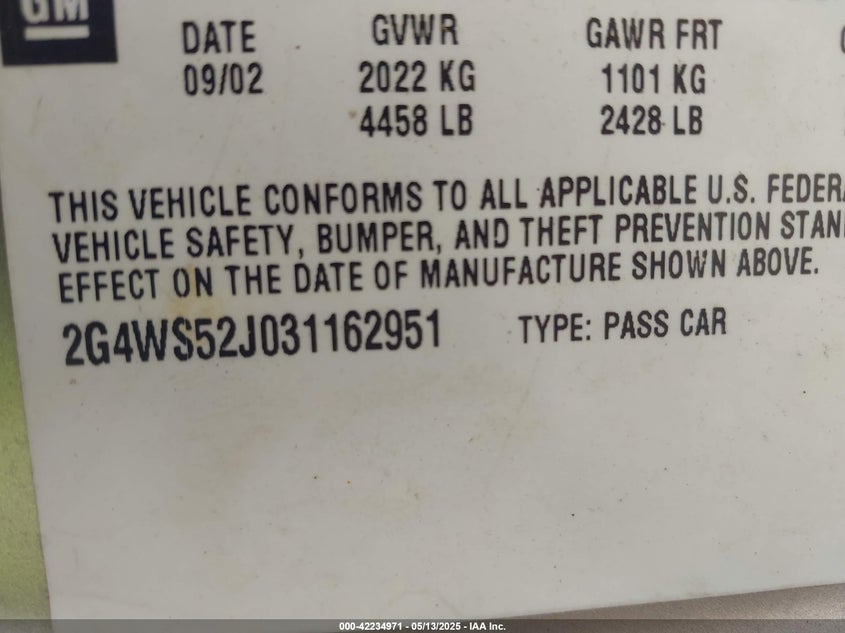 GM
DATE GVWR GAWR FRT
09/02 2022 KG 1101 KG
4458 LB 2428 LB
THIS VEHICLE CONFORMS TO ALL APPLICABLE U.S. FEDERA
VEHICLE SAFETY, BUMPER, AND THEFT PREVENTION STAN
EFFECT ON THE DATE OF MANUFACTURE SHOWN ABOVE.
2G4WS52J031162951 TYPE: PASS CAR
000-42234971 - 05/13/2025 - IAA Inc.